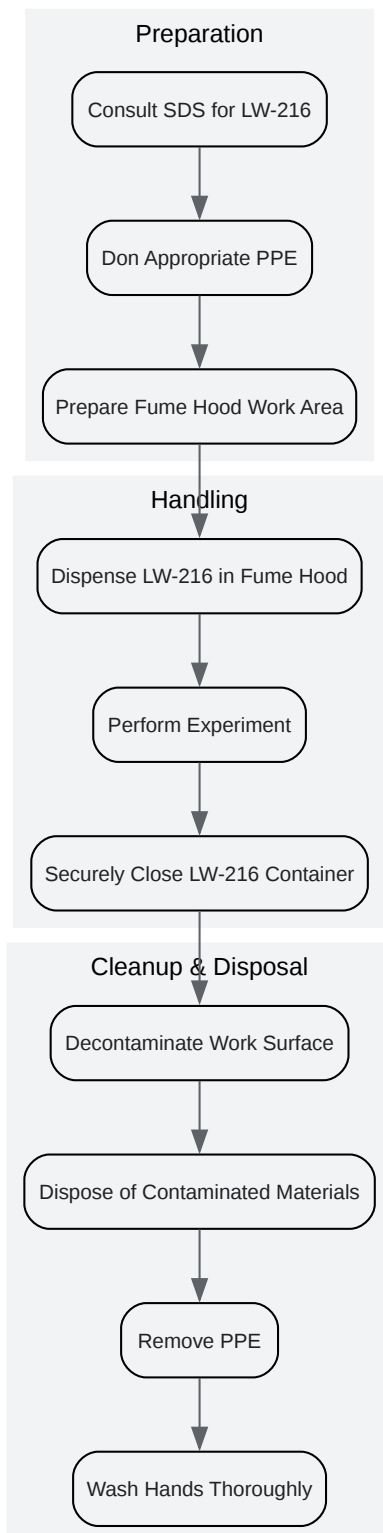 Preparation
Consult SDS for LW-216
Don Appropriate PPE
Prepare Fume Hood Work Area
Handling
Dispense LW-216 in Fume Hood
Perform Experiment
Securely Close LW-216 Container
Cleanup & Disposal
Decontaminate Work Surface
Dispose of Contaminated Materials
Remove PPE
Wash Hands Thoroughly